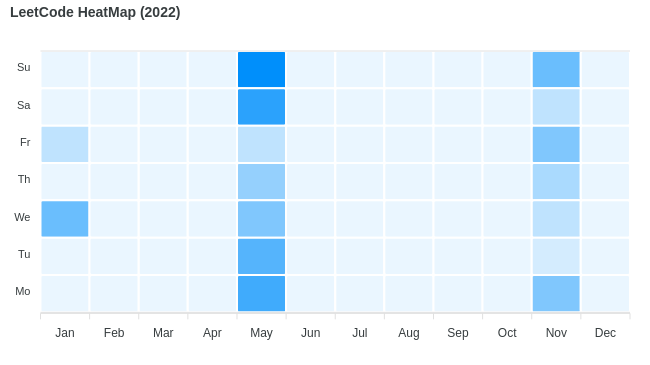 LeetCode HeatMap (2022)
Su
Sa
Fr
Th
We
Tu
Mo
Jan Feb Mar Apr May Jun Jul Aug Sep Oct Nov Dec